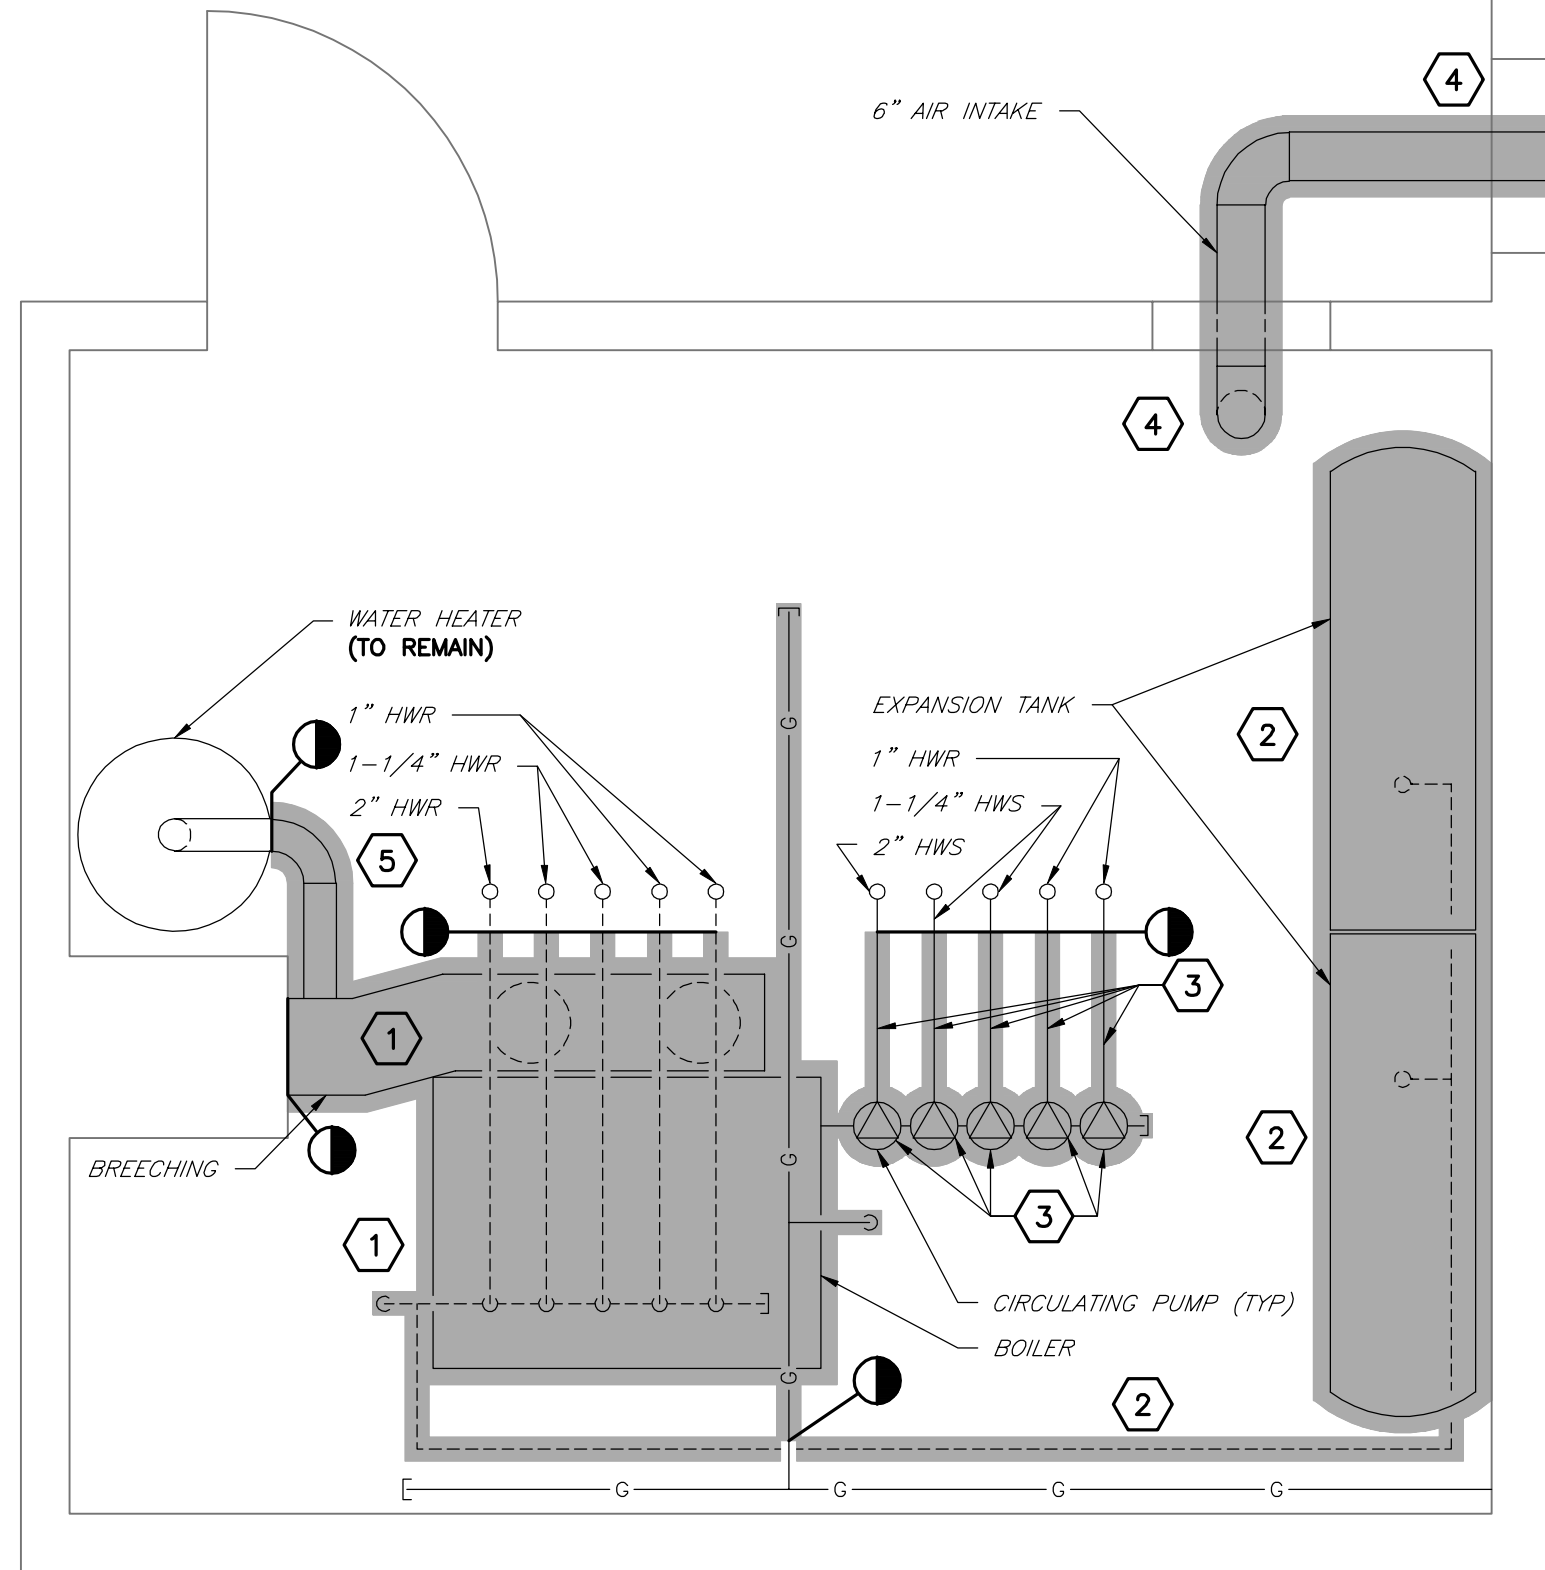 4
6” AIR INTAKE
4
WATER HEATER
(TO REMAIN)
1” HWR
1-1/4” HWR
2” HWR
5
G
G
G
G
EXPANSION TANK
1” HWR
1-1/4” HWS
2” HWS
2
3
1
BREECHING
1
2
3
CIRCULATING PUMP (TYP)
BOILER
2
G
G
G
G